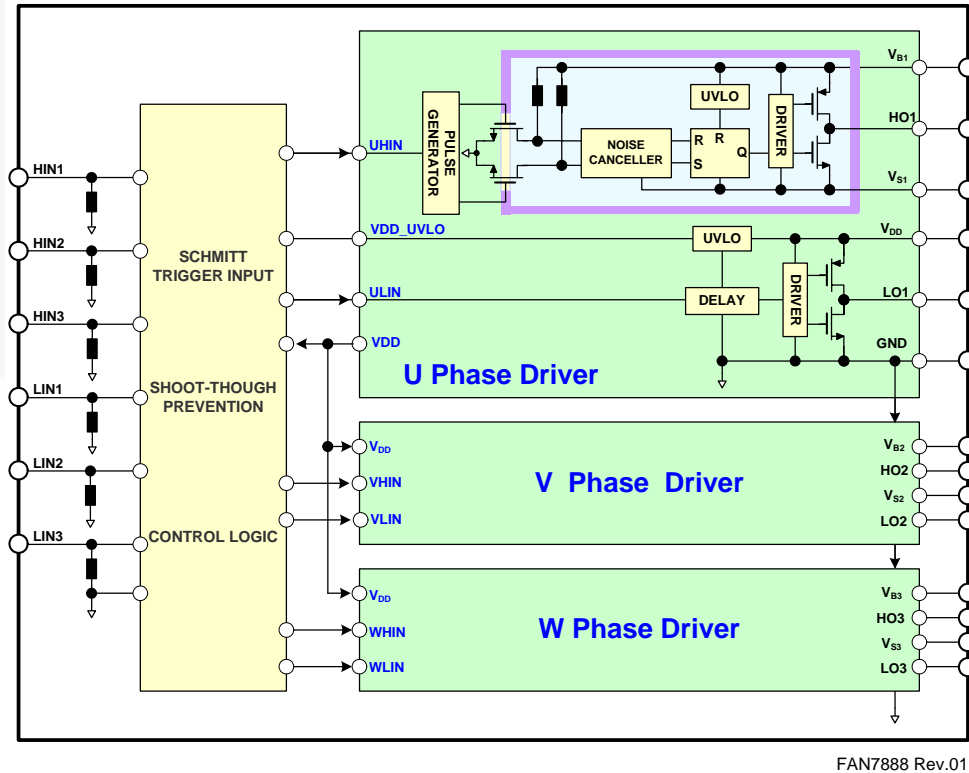 HIN1
HIN2
HIN3
LIN1
LIN2
LIN3
SCHMITT
TRIGGER INPUT
SHOOT-THOUGH
PREVENTION
CONTROL LOGIC
UHIN
VDD_UVLO
ULIN
VDD
PULSE
GENERATOR
NOISE
CANCELLER
UVLO
R
R
S
Q
DRIVER
UVLO
DELAY
DRIVER
VB1
HO1
VS1
VDD
LO1
GND
U Phase Driver
VDD
VHIN
VLIN
V Phase Driver
VB2
HO2
VS2
LO2
VDD
WHIN
WLIN
W Phase Driver
VB3
HO3
VS3
LO3
FAN7888 Rev.01